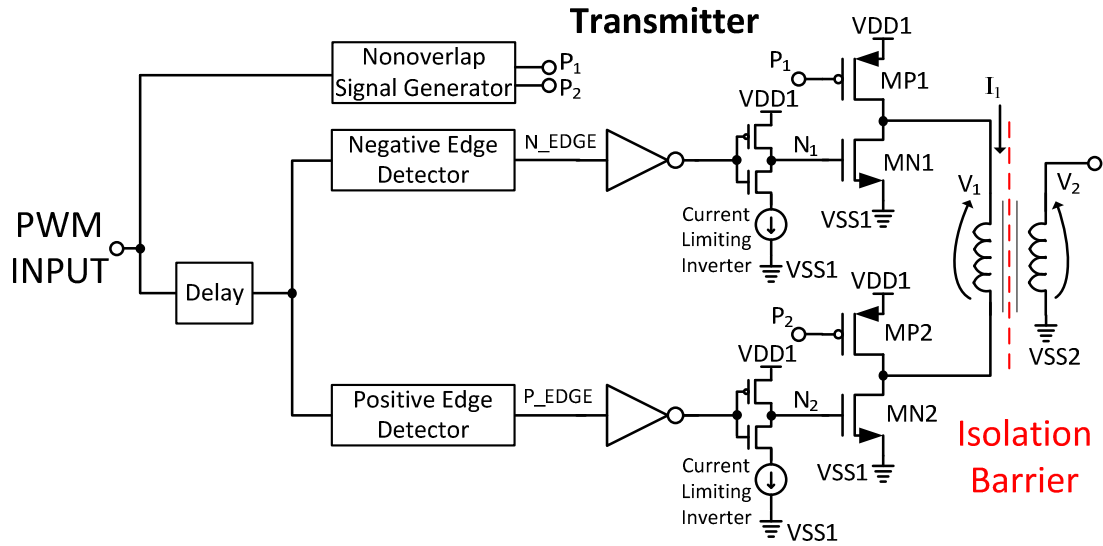 Transmitter
VDD1
Nonoverlap
Signal Generator
P1
P2
P1
MP1
I1
VDD1
Negative Edge
Detector
N_EDGE
N1
MN1
V1
V2
VSS1
Current
Limiting
Inverter
VSS1
PWM
INPUT
Delay
VDD1
P2
MP2
VSS2
VDD1
Positive Edge
Detector
P_EDGE
N2
MN2
VSS1
Current
Limiting
Inverter
VSS1
Isolation
Barrier